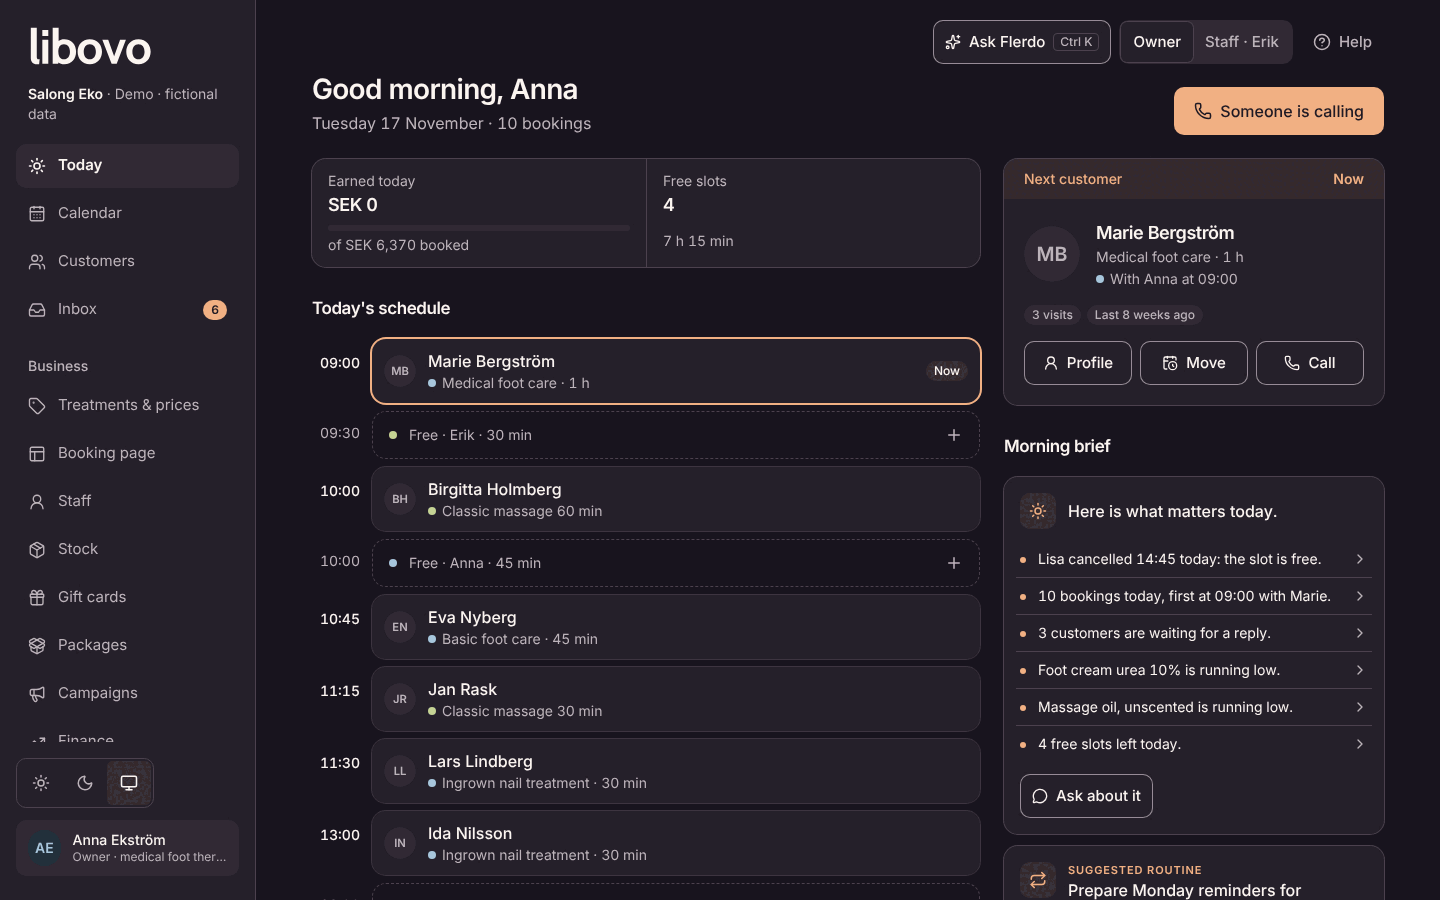 libovo
Salong Eko · Demo · fictional
data
Today
Calendar
Customers
Inbox
6
Business
Treatments & prices
Booking page
Staff
Stock
Gift cards
Packages
Campaigns
Finance
AE
Anna Ekström
Owner · medical foot ther...
Ask Flerdo Ctrl K
Owner
Staff · Erik
Help
Good morning, Anna
Tuesday 17 November · 10 bookings
Someone is calling
Earned today
SEK 0
of SEK 6,370 booked
Free slots
4
7 h 15 min
Today's schedule
09:00
MB
Marie Bergström
Medical foot care · 1 h
Now
09:30
Free · Erik · 30 min
10:00
BH
Birgitta Holmberg
Classic massage 60 min
10:00
Free · Anna · 45 min
10:45
EN
Eva Nyberg
Basic foot care · 45 min
11:15
JR
Jan Rask
Classic massage 30 min
11:30
LL
Lars Lindberg
Ingrown nail treatment · 30 min
13:00
IN
Ida Nilsson
Ingrown nail treatment · 30 min
Next customer
Now
MB
Marie Bergström
Medical foot care · 1 h
With Anna at 09:00
3 visits
Last 8 weeks ago
Profile
Move
Call
Morning brief
Here is what matters today.
Lisa cancelled 14:45 today: the slot is free.
10 bookings today, first at 09:00 with Marie.
3 customers are waiting for a reply.
Foot cream urea 10% is running low.
Massage oil, unscented is running low.
4 free slots left today.
Ask about it
SUGGESTED ROUTINE
Prepare Monday reminders for